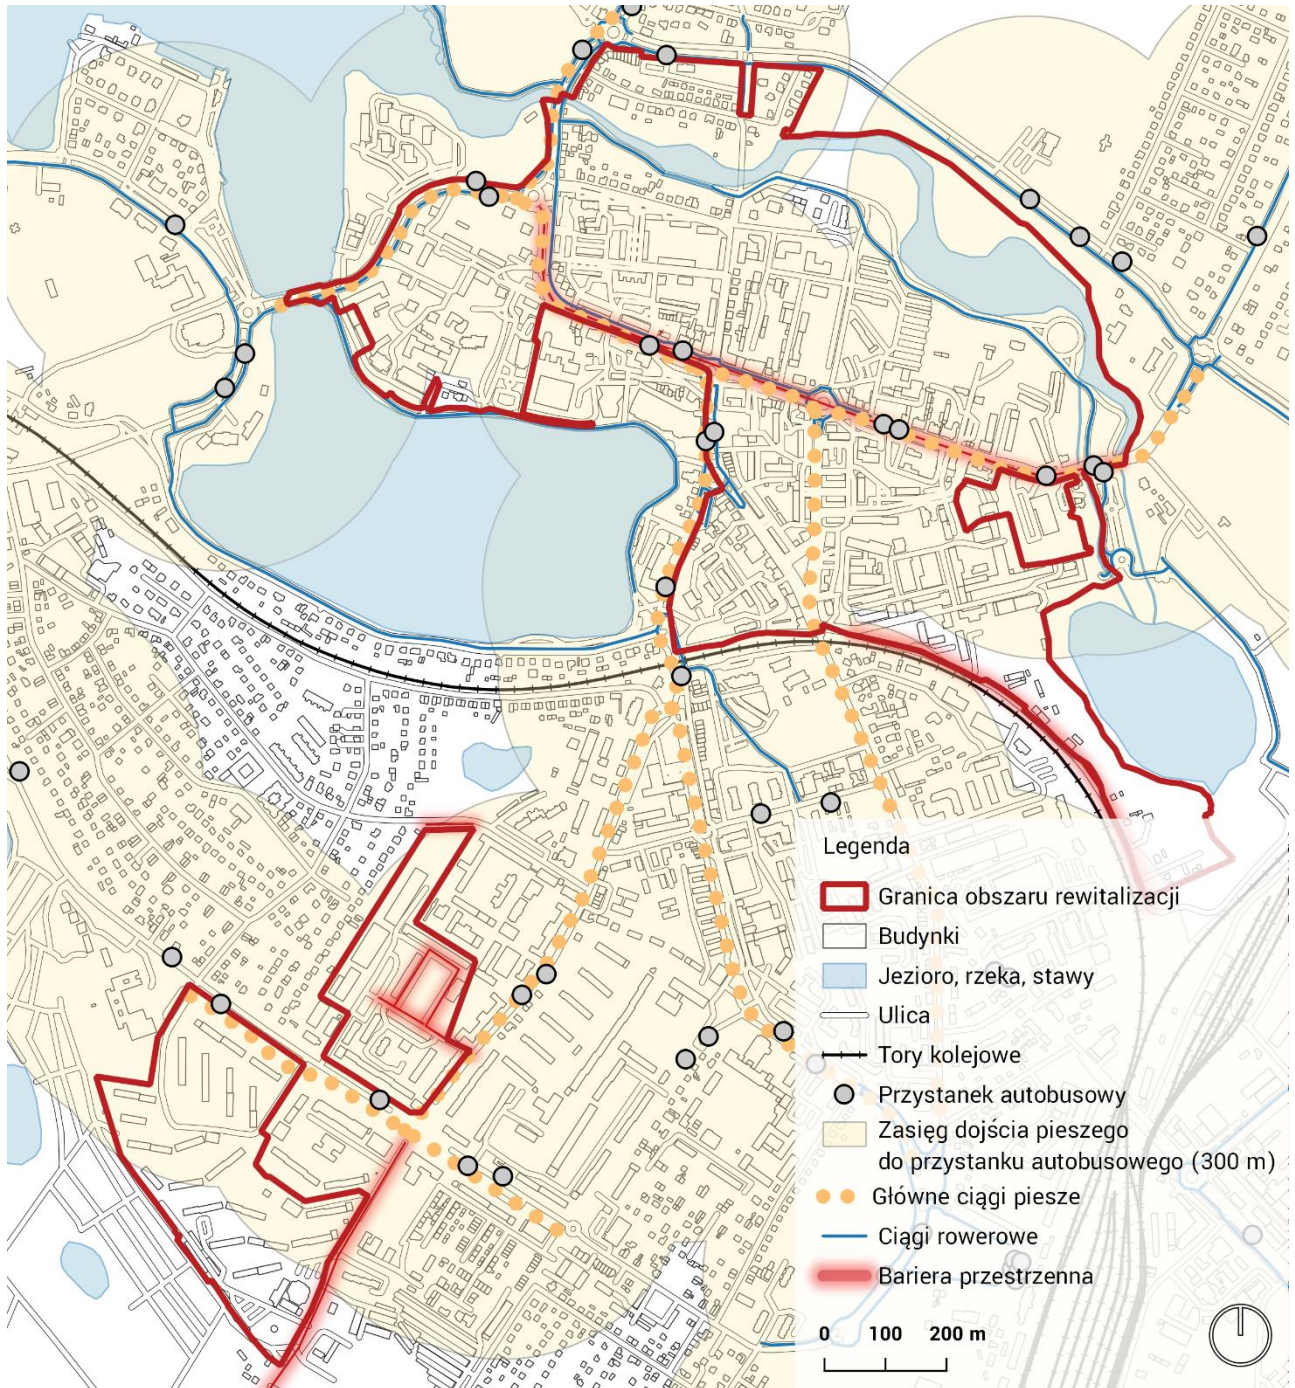 Legenda
Granica obszaru rewitalizacji
Budynki
Jezioro, rzeka, stawy
Ulica
Tory kolejowe
Przystanek autobusowy
Zasięg dojścia pieszego
do przystanku autobusowego (300 m)
Główne ciągi piesze
Ciągi rowerowe
Bariera przestrzenna
0 100 200 m